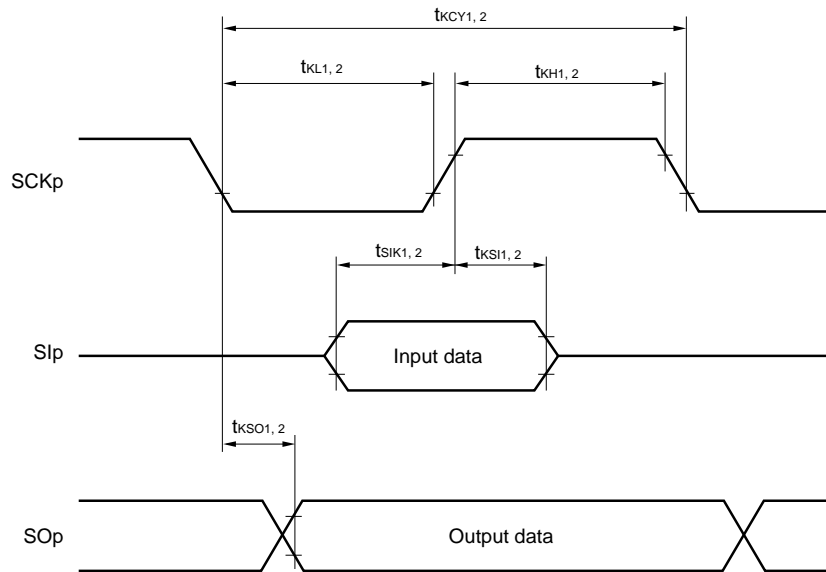 tKCY1, 2
tKL1, 2
tKH1, 2
SCKp
tSIK1, 2
tKSI1, 2
SIp
Input data
tKSO1, 2
SOp
Output data